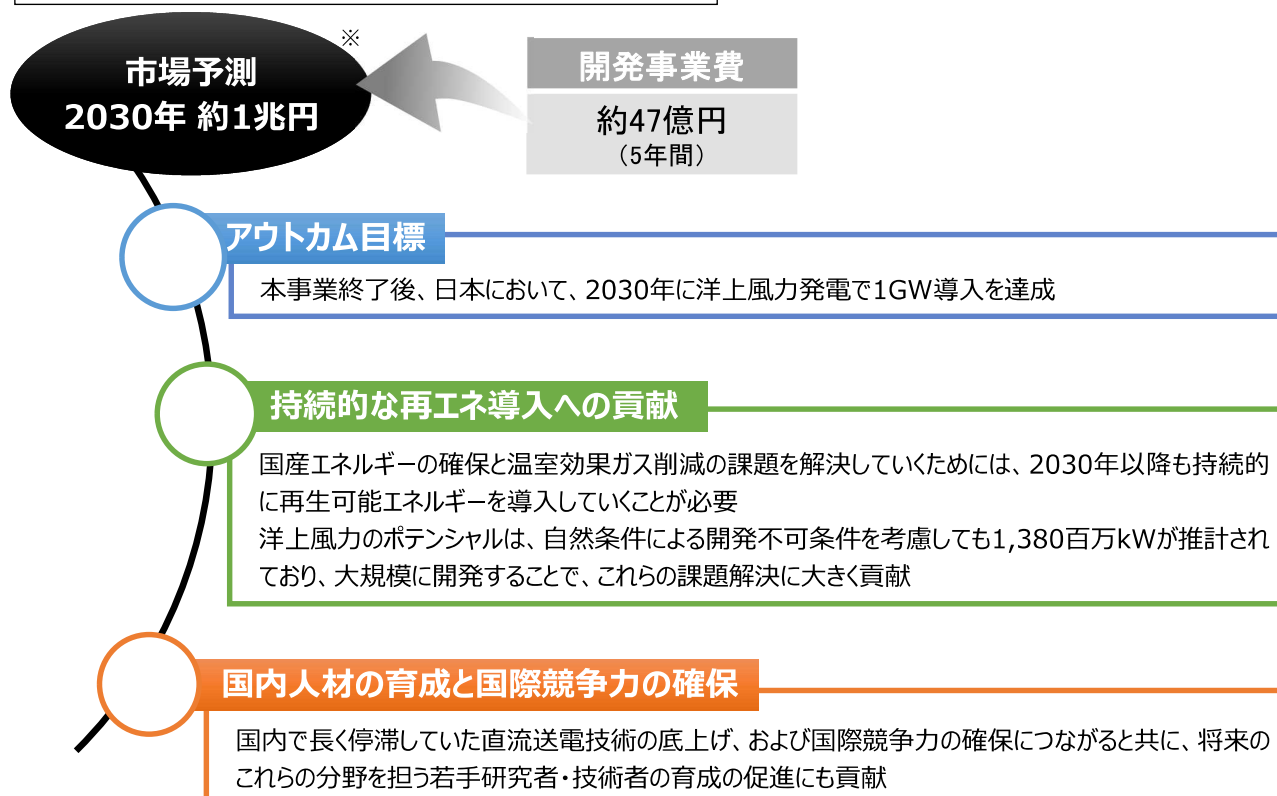 市場予測
2030年 約1兆円
※
開発事業費
約47億円
(5年間)
アウトカム目標
本事業終了後、日本において、2030年に洋上風力発電で1GW導入を達成
持続的な再エネ導入への貢献
国産エネルギーの確保と温室効果ガス削減の課題を解決していくためには、2030年以降も持続的
に再生可能エネルギーを導入していくことが必要
洋上風力のポテンシャルは、自然条件による開発不可条件を考慮しても1,380百万kWが推計され
ており、大規模に開発することで、これらの課題解決に大きく貢献
国内人材の育成と国際競争力の確保
国内で長く停滞していた直流送電技術の底上げ、および国際競争力の確保につながると共に、将来の
これらの分野を担う若手研究者・技術者の育成の促進にも貢献